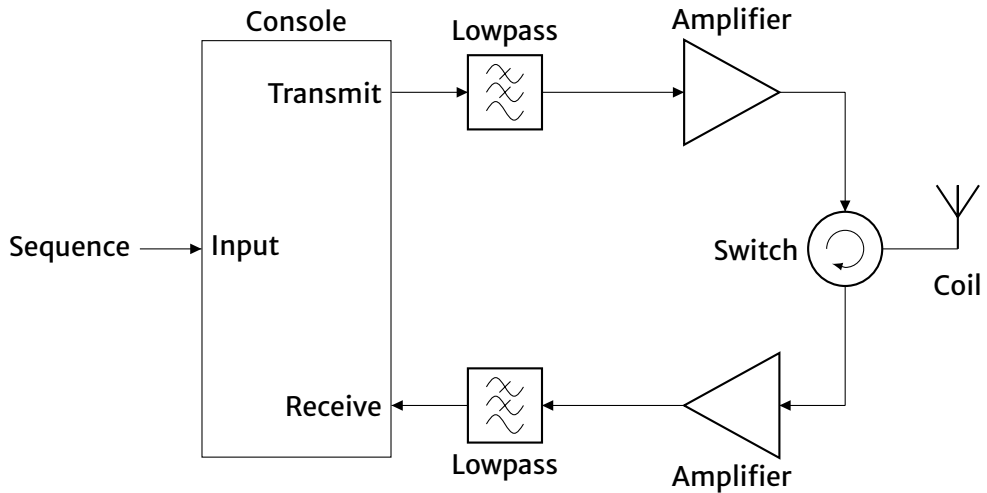 Console
Lowpass
Amplifier
Transmit
Sequence
Input
Switch
Coil
Receive
Lowpass
Amplifier